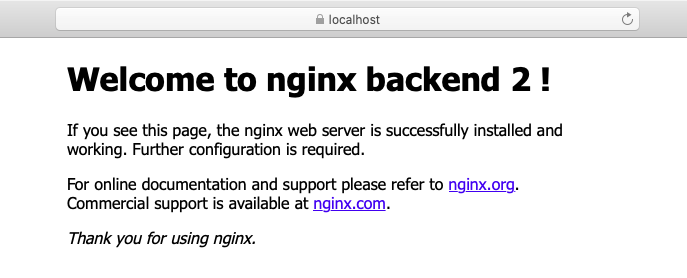 localhost
Welcome to nginx backend 2 !
If you see this page, the nginx web server is successfully installed and
working. Further configuration is required.
For online documentation and support please refer to nginx.org.
Commercial support is available at nginx.com.
Thank you for using nginx.